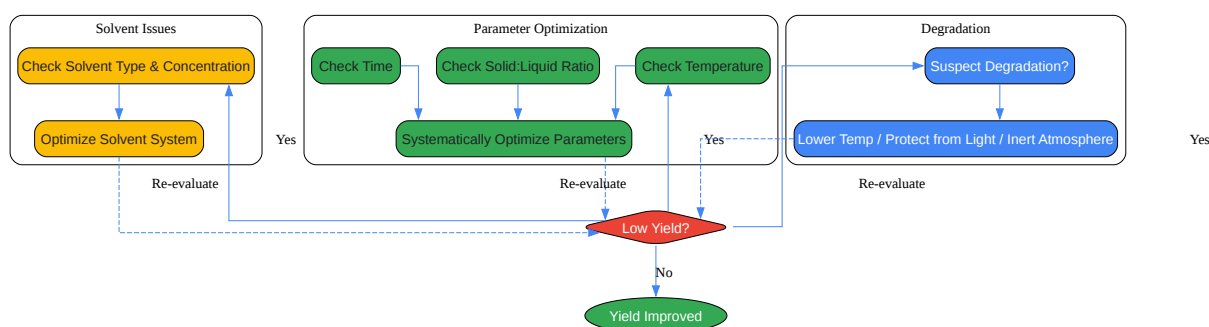 Solvent Issues
Parameter Optimization
Degradation
Check Solvent Type & Concentration
Check Time
Check Solid:Liquid Ratio
Check Temperature
Suspect Degradation?
Optimize Solvent System
Yes
Systematically Optimize Parameters
Yes
Lower Temp / Protect from Light / Inert Atmosphere
Yes
Re-evaluate
Re-evaluate
Re-evaluate
Low Yield?
No
Yield Improved